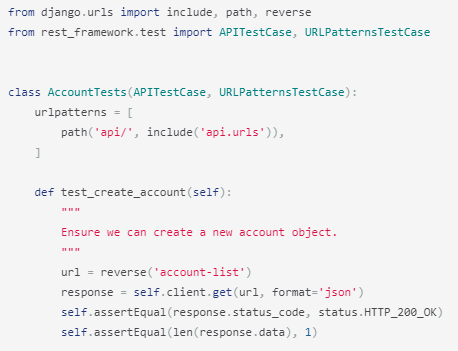 from django.urls import include, path, reverse
from rest_framework.test import APITestCase, URLPatternsTestCase
class AccountTests(APITestCase, URLPatternsTestCase):
    urlpatterns = [
        path('api/', include('api.urls')),
    ]
    def test_create_account(self):
        """
        Ensure we can create a new account object.
        """
        url = reverse('account-list')
        response = self.client.get(url, format='json')
        self.assertEqual(response.status_code, status.HTTP_200_OK)
        self.assertEqual(len(response.data), 1)